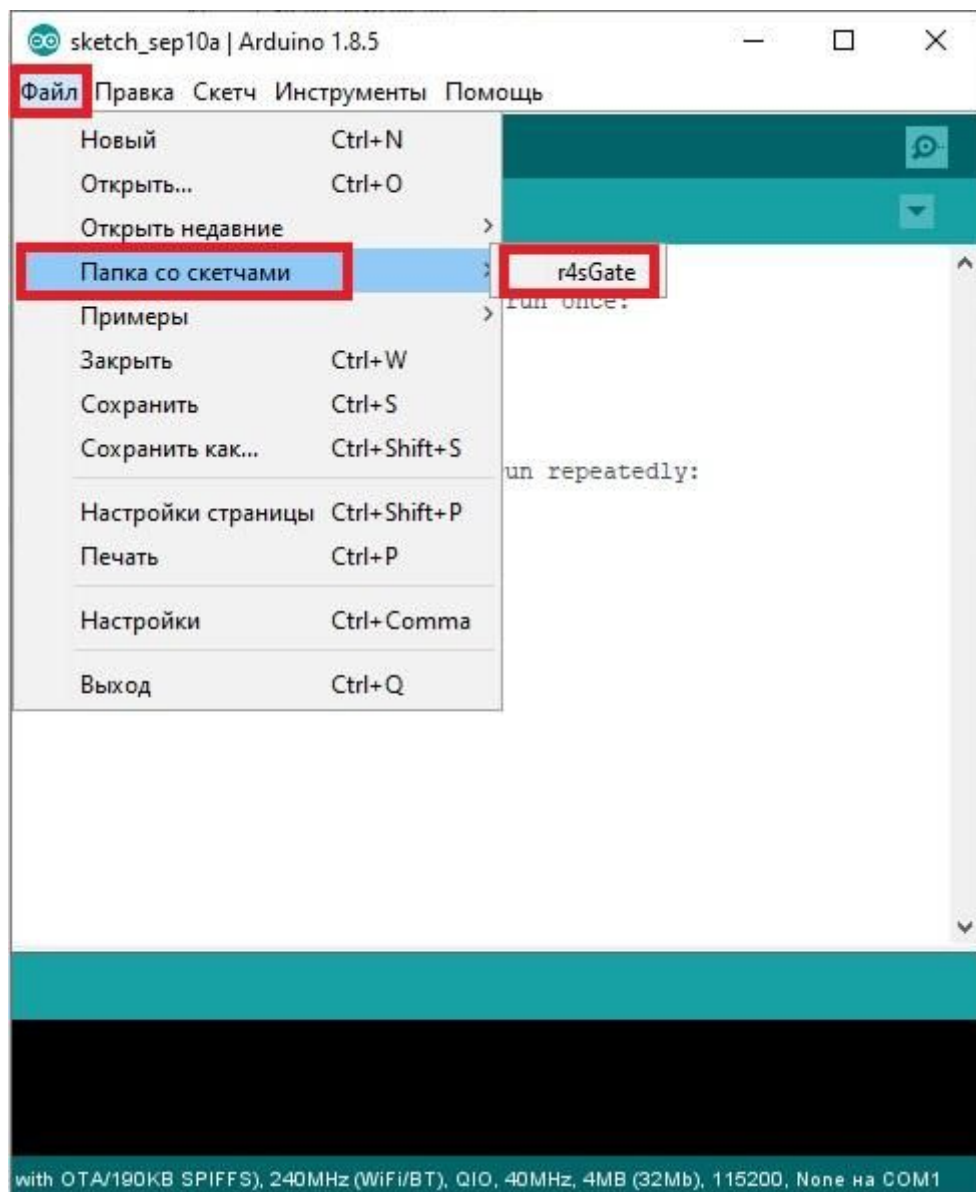 sketch_sep10a | Arduino 1.8.5
Файл Правка Скетч Инструменты Помощь
Новый Ctrl+N
Открыть... Ctrl+O
Открыть недавние
Папка со скетчами r4sGate
run once:
Примеры
Закрыть Ctrl+W
Сохранить Ctrl+S
Сохранить как... Ctrl+Shift+S
un repeatedly:
Настройки страницы Ctrl+Shift+P
Печать Ctrl+P
Настройки Ctrl+Comma
Выход Ctrl+Q
with OTA/190KB SPIFFS), 240MHz (WiFi/BT), QIO, 40MHz, 4MB (32Mb), 115200, None на COM1